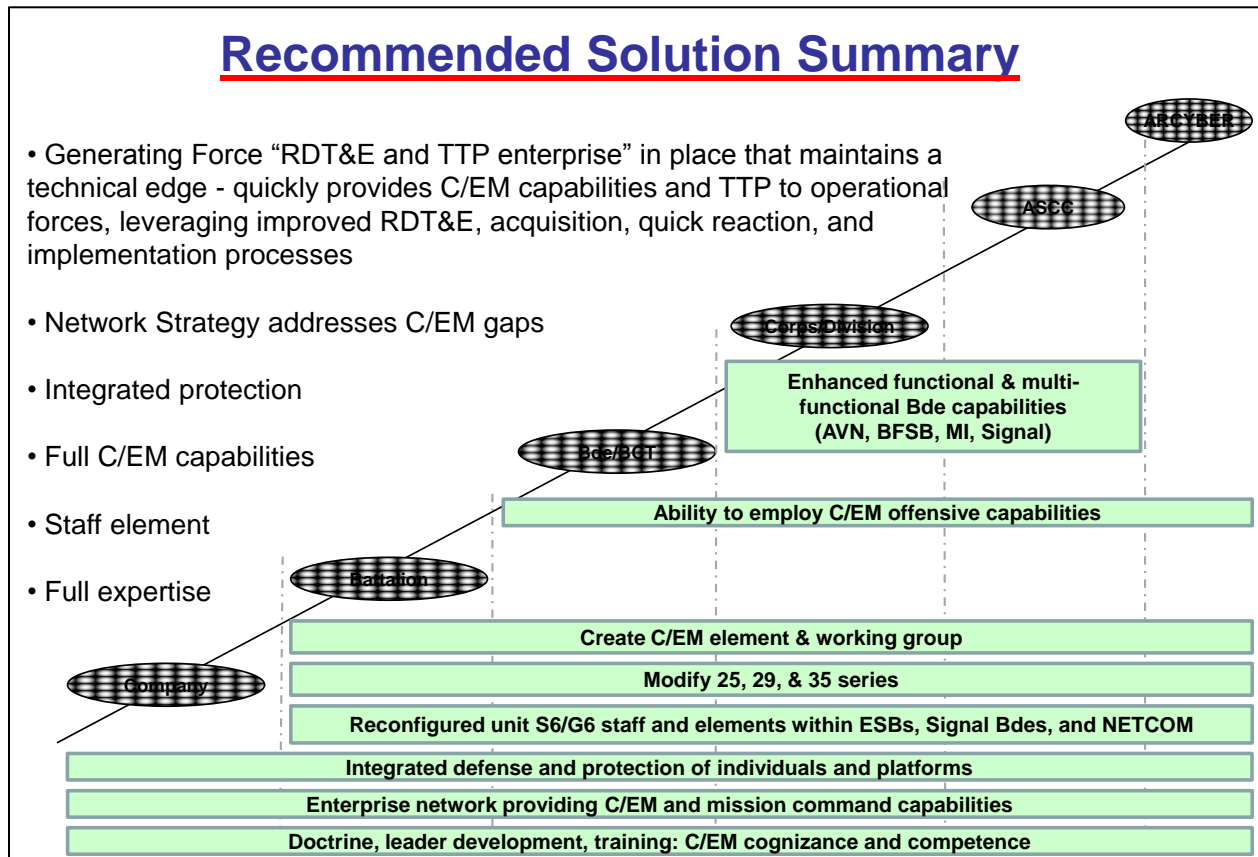 Recommended Solution Summary
ARCYBER
• Generating Force “RDT&E and TTP enterprise” in place that maintains a
technical edge - quickly provides C/EM capabilities and TTP to operational
forces, leveraging improved RDT&E, acquisition, quick reaction, and
implementation processes
ASCC
• Network Strategy addresses C/EM gaps
Corps/Division
• Integrated protection
Enhanced functional & multi-
functional Bde capabilities
(AVN, BFSB, MI, Signal)
• Full C/EM capabilities
Bde/BCT
• Staff element
Ability to employ C/EM offensive capabilities
• Full expertise
Battalion
Create C/EM element & working group
Company
Modify 25, 29, & 35 series
Reconfigured unit S6/G6 staff and elements within ESBs, Signal Bdes, and NETCOM
Integrated defense and protection of individuals and platforms
Enterprise network providing C/EM and mission command capabilities
Doctrine, leader development, training: C/EM cognizance and competence